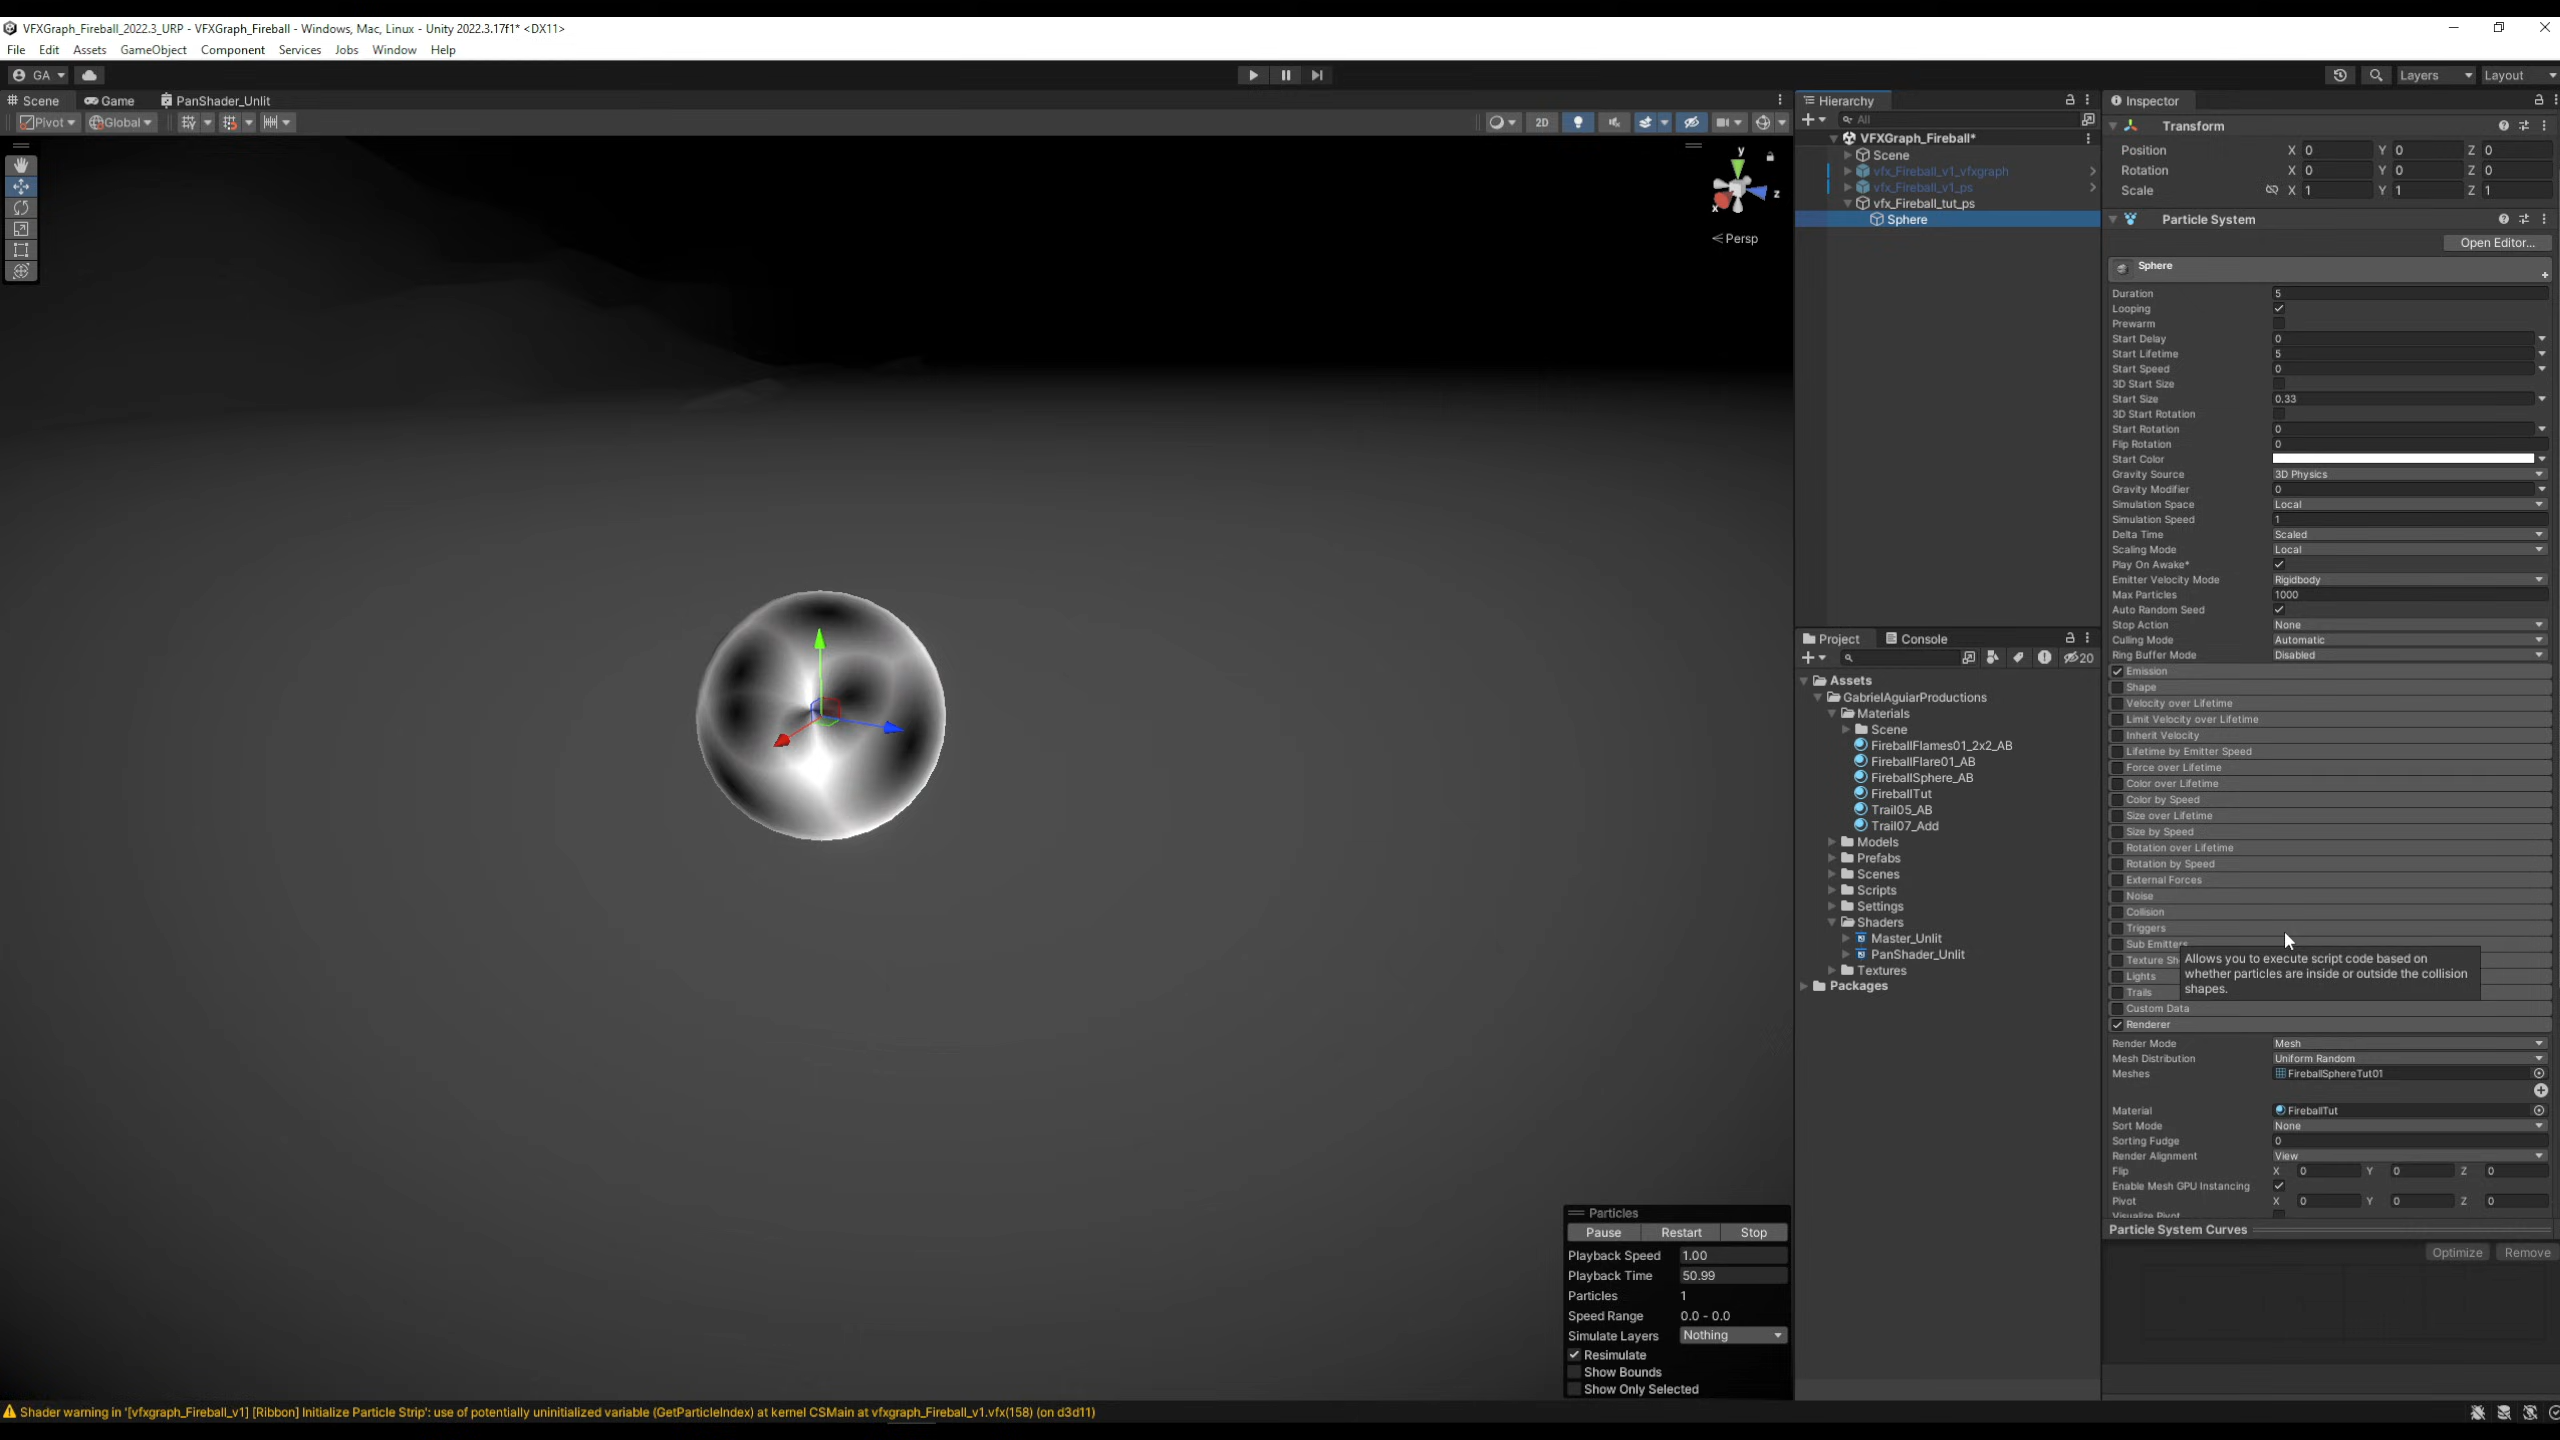 VFXGraph_Fireball_2022.3_URP - VFXGraph_Fireball - Windows, Mac, Linux - Unity 2022.3.17f1* <DX11>
File Edit Assets GameObject Component Services Jobs Window Help
GA
Layers Layout
Scene Game PanShader_Unlit
Pivot Global 2D
y
z
x
Persp
Hierarchy
All
VFXGraph_Fireball*
Scene
vfx_Fireball_v1_vfxgraph
vfx_Fireball_v1_ps
vfx_Fireball_tut_ps
Sphere
Project Console
20
Assets
GabrielAguiarProductions
Materials
Scene
FireballFlames01_2x2_AB
FireballFlare01_AB
FireballSphere_AB
FireballTut
Trail05_AB
Trail07_Add
Models
Prefabs
Scenes
Scripts
Settings
Shaders
Master_Unlit
PanShader_Unlit
Textures
Packages
Inspector
Transform
Position X 0 Y 0 Z 0
Rotation X 0 Y 0 Z 0
Scale X 1 Y 1 Z 1
Particle System
Open Editor...
Sphere
Duration 5
Looping
Prewarm
Start Delay 0
Start Lifetime 5
Start Speed 0
3D Start Size
Start Size 0.33
3D Start Rotation
Start Rotation 0
Flip Rotation 0
Start Color
Gravity Source 3D Physics
Gravity Modifier 0
Simulation Space Local
Simulation Speed 1
Delta Time Scaled
Scaling Mode Local
Play On Awake*
Emitter Velocity Mode Rigidbody
Max Particles 1000
Auto Random Seed
Stop Action None
Culling Mode Automatic
Ring Buffer Mode Disabled
Emission
Shape
Velocity over Lifetime
Limit Velocity over Lifetime
Inherit Velocity
Lifetime by Emitter Speed
Force over Lifetime
Color over Lifetime
Color by Speed
Size over Lifetime
Size by Speed
Rotation over Lifetime
Rotation by Speed
External Forces
Noise
Collision
Triggers
Sub Emitters
Texture Sh
Lights
Trails
Allows you to execute script code based on
whether particles are inside or outside the collision
shapes.
Custom Data
Renderer
Render Mode Mesh
Mesh Distribution Uniform Random
Meshes FireballSphereTut01
Material FireballTut
Sort Mode None
Sorting Fudge 0
Render Alignment View
Flip X 0 Y 0 Z 0
Enable Mesh GPU Instancing
Pivot X 0 Y 0 Z 0
Visualize Pivot
Particle System Curves
Optimize Remove
Particles
Pause Restart Stop
Playback Speed 1.00
Playback Time 50.99
Particles 1
Speed Range 0.0 - 0.0
Simulate Layers Nothing
Resimulate
Show Bounds
Show Only Selected
Shader warning in '[vfxgraph_Fireball_v1] [Ribbon] Initialize Particle Strip': use of potentially uninitialized variable (GetParticleIndex) at kernel CSMain at vfxgraph_Fireball_v1.vfx(158) (on d3d11)